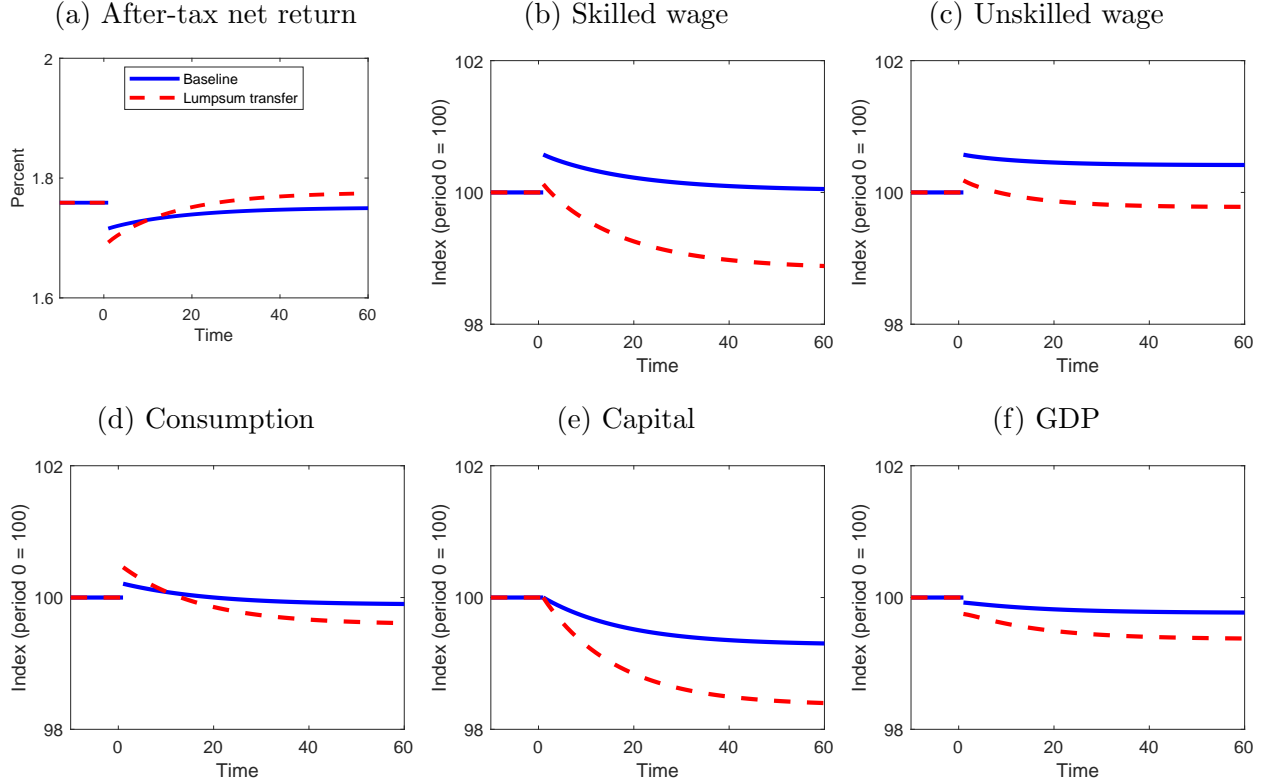 (a) After-tax net return
(b) Skilled wage
(c) Unskilled wage
2
1.8
1.6
Percent
Baseline
Lumpsum transfer
0
20
40
60
Time
102
100
98
Index (period 0 = 100)
0
20
40
60
Time
102
100
98
Index (period 0 = 100)
0
20
40
60
Time
(d) Consumption
(e) Capital
(f) GDP
102
100
98
Index (period 0 = 100)
0
20
40
60
Time
102
100
98
Index (period 0 = 100)
0
20
40
60
Time
102
100
98
Index (period 0 = 100)
0
20
40
60
Time